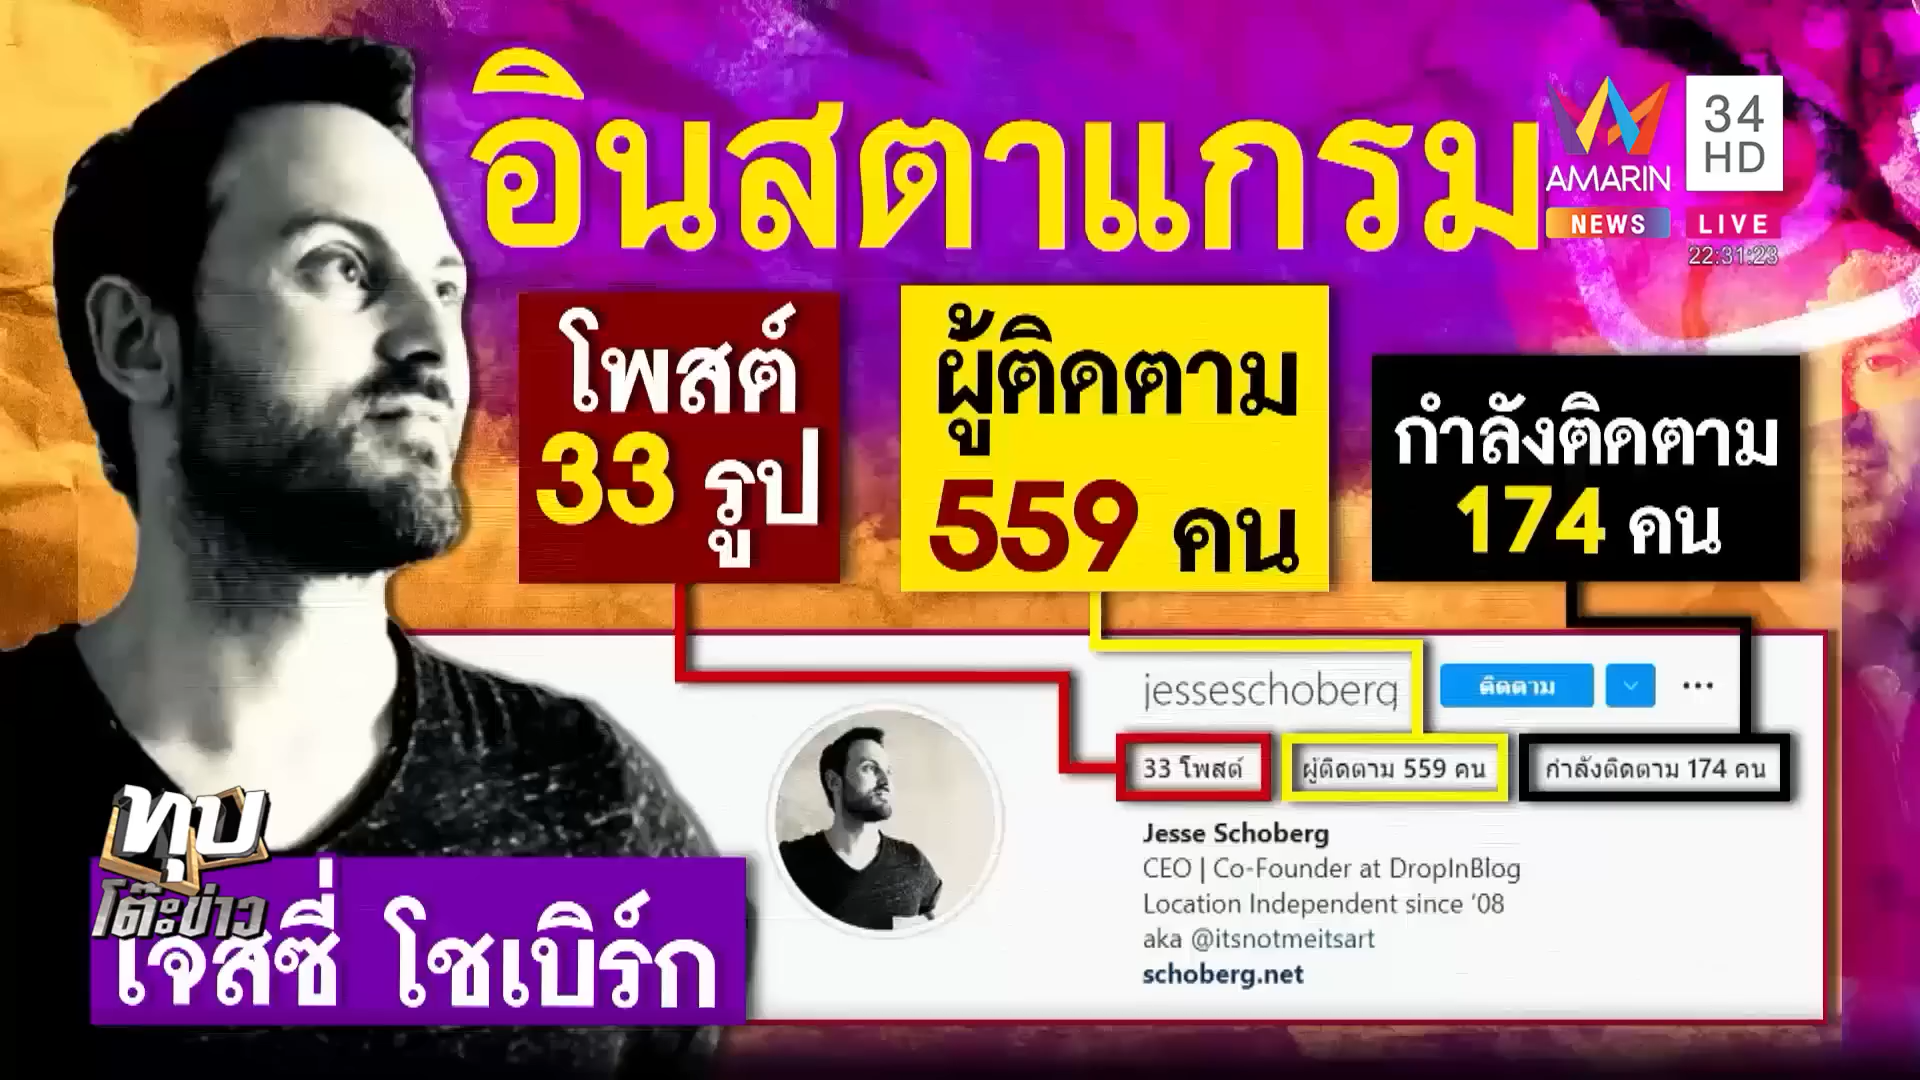 อินสตาแกรม
AMARIN
NEWS
34
HD
LIVE
22:31:23
โพสต์
33 รูป
ผู้ติดตาม
559 คน
กำลังติดตาม
174 คน
jesseschoberg
ติดตาม
33 โพสต์
ผู้ติดตาม 559 คน
กำลังติดตาม 174 คน
Jesse Schoberg
CEO | Co-Founder at DropInBlog
Location Independent since '08
aka @itsnotmeitsart
schoberg.net
ทุบ
โต๊ะข่าว
เจสซี่ โชเบิร์ก